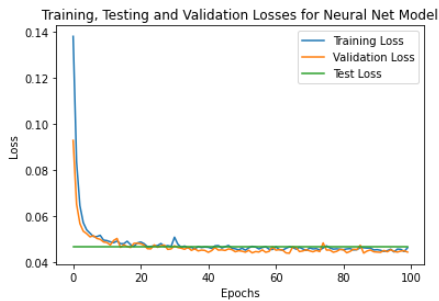 Training, Testing and Validation Losses for Neural Net Model
0.14
0.12
0.10
0.08
0.06
0.04
Loss
Training Loss
Validation Loss
Test Loss
0 20 40 60 80 100
Epochs